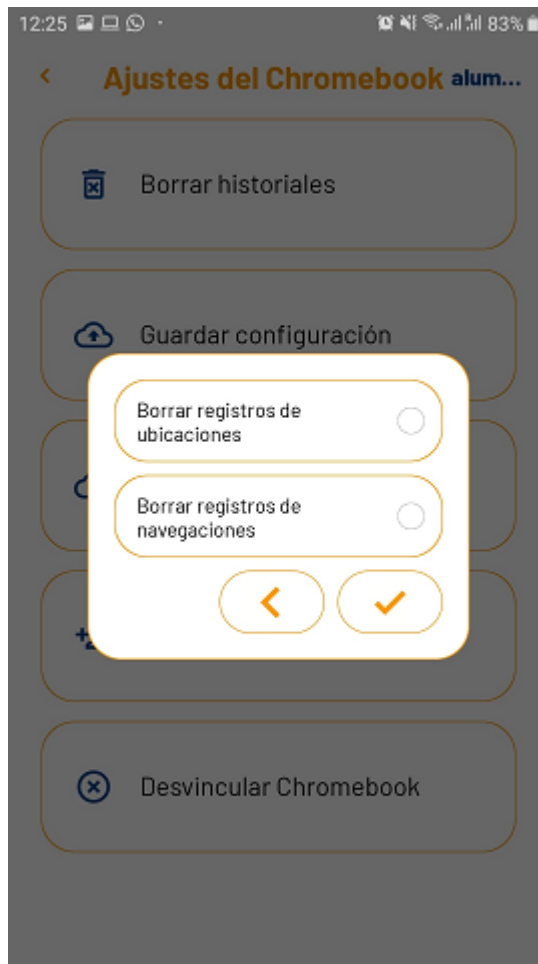 12:25
83%
Ajustes del Chromebook alum...
Borrar historiales
Guardar configuración
Borrar registros de
ubicaciones
Borrar registros de
navegaciones
Desvincular Chromebook